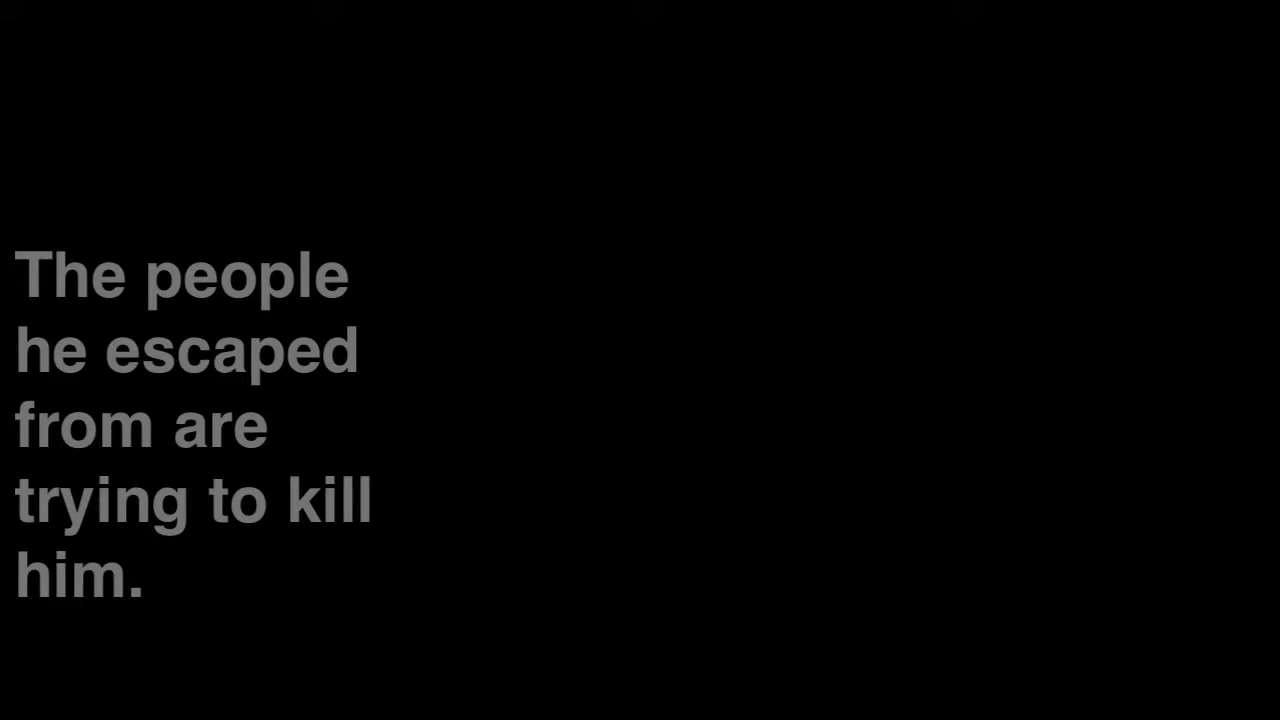 The people
he escaped
from are
trying to kill
him.